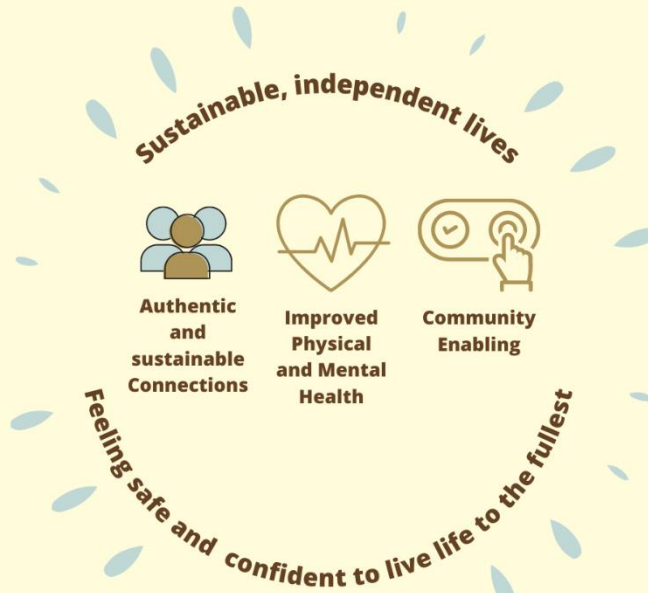 Sustainable, independent lives
Authentic
and
sustainable
Connections
Improved
Physical
and Mental
Health
Community
Enabling
Feeling safe and confident to live life to the fullest